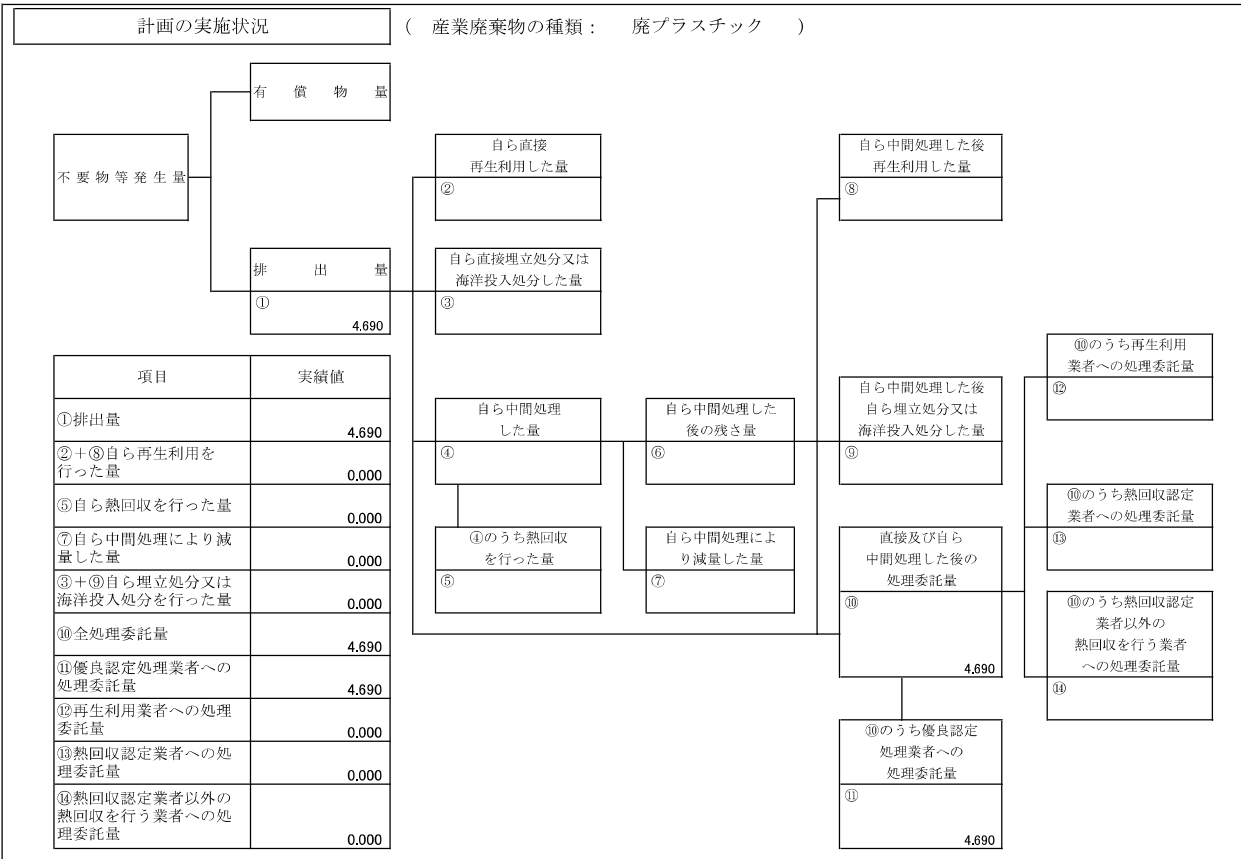 計画の実施状況
( 産業廃棄物の種類： 廃プラスチック )
有償物量
不要物等発生量
自ら直接
再生利用した量
②
自ら中間処理した後
再生利用した量
⑧
排出量
①
4.690
自ら直接埋立処分又は
海洋投入処分した量
③
項目 実績値
①排出量
4.690
②＋⑧自ら再生利用を
行った量
0.000
⑤自ら熱回収を行った量
0.000
⑦自ら中間処理により減
量した量
0.000
③＋⑨自ら埋立処分又は
海洋投入処分を行った量
0.000
⑩全処理委託量
4.690
⑪優良認定処理業者への
処理委託量
4.690
⑫再生利用業者への処理
委託量
0.000
⑬熱回収認定業者への処
理委託量
0.000
⑭熱回収認定業者以外の
熱回収を行う業者への処
理委託量
0.000
自ら中間処理
した量
④
自ら中間処理した
後の残さ量
⑥
自ら中間処理した後
自ら埋立処分又は
海洋投入処分した量
⑨
⑩のうち再生利用
業者への処理委託量
⑫
④のうち熱回収
を行った量
⑤
自ら中間処理によ
り減量した量
⑦
直接及び自ら
中間処理した後の
処理委託量
⑩
4.690
⑩のうち熱回収認定
業者への処理委託量
⑬
⑩のうち熱回収認定
業者以外の
熱回収を行う業者
への処理委託量
⑭
⑩のうち優良認定
処理業者への
処理委託量
⑪
4.690